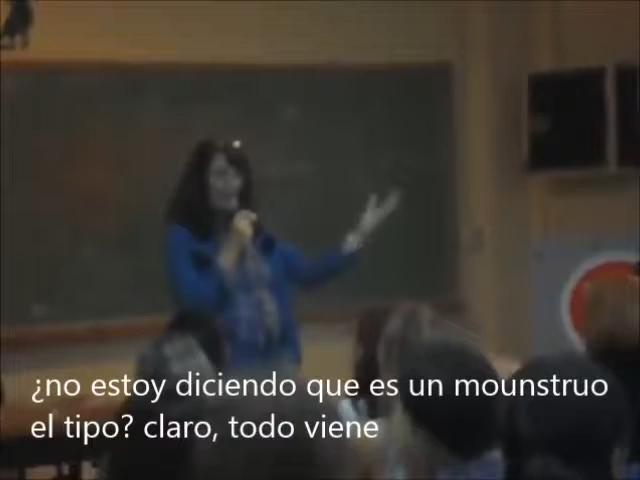 ¿no estoy diciendo que es un mounstruo
el tipo? claro, todo viene